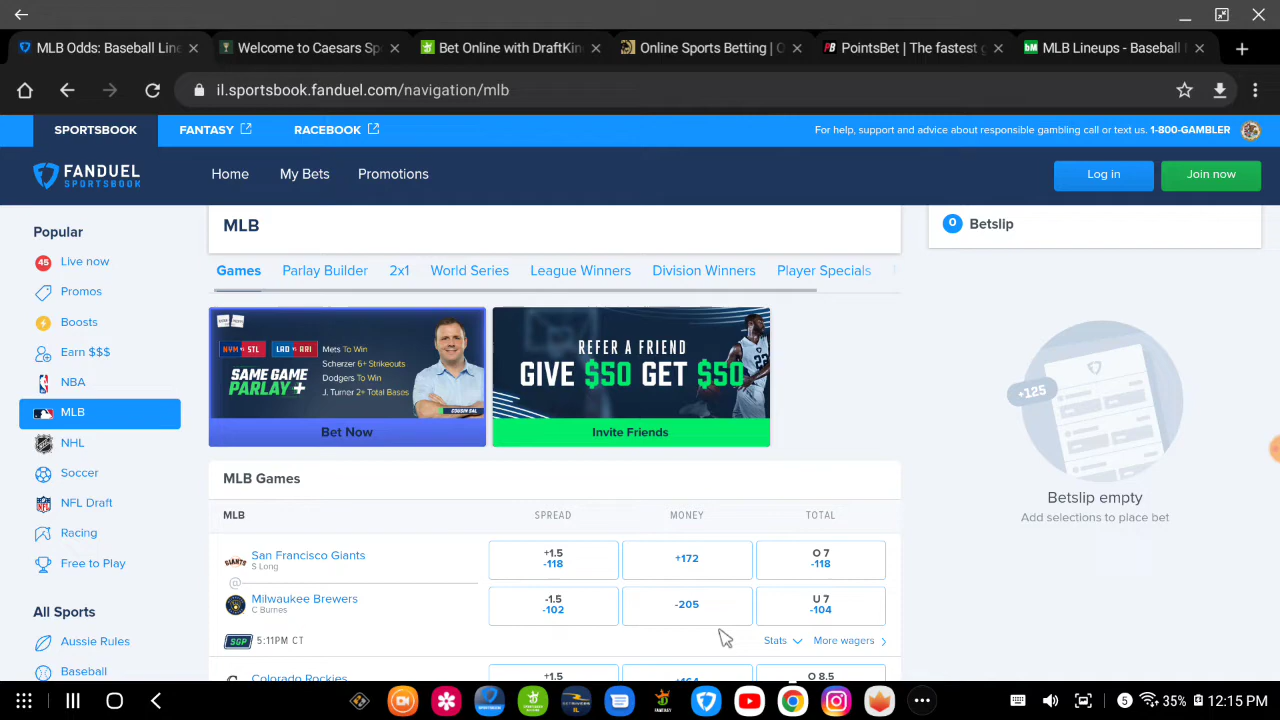 MLB Odds: Baseball Line
Welcome to Caesars Sp
Bet Online with DraftKin
Online Sports Betting | O
PointsBet | The fastest g
MLB Lineups - Baseball
il.sportsbook.fanduel.com/navigation/mlb
SPORTSBOOK
FANTASY
RACEBOOK
For help, support and advice about responsible gambling call or text us. 1-800-GAMBLER
FANDUEL
SPORTSBOOK
Home
My Bets
Promotions
Log in
Join now
Popular
45 Live now
Promos
Boosts
Earn $$$
NBA
MLB
NHL
Soccer
NFL Draft
Racing
Free to Play
All Sports
Aussie Rules
Baseball
MLB
Games
Parlay Builder
2x1
World Series
League Winners
Division Winners
Player Specials
NYM STL LAD ARI
SAME GAME
PARLAY+
Mets To Win
Scherzer 6+ Strikeouts
Dodgers To Win
J. Turner 2+ Total Bases
COUSIN SAL
Bet Now
REFER A FRIEND
GIVE $50 GET $50
Invite Friends
MLB Games
MLB SPREAD MONEY TOTAL
San Francisco Giants
S Long
+1.5
-118
+172
O 7
-118
@
Milwaukee Brewers
C Burnes
-1.5
-102
-205
U 7
-104
SGP 5:11PM CT
Stats
More wagers
Colorado Rockies
+1.5
+164
O 8.5
0 Betslip
+125
Betslip empty
Add selections to place bet
5 35% 12:15 PM